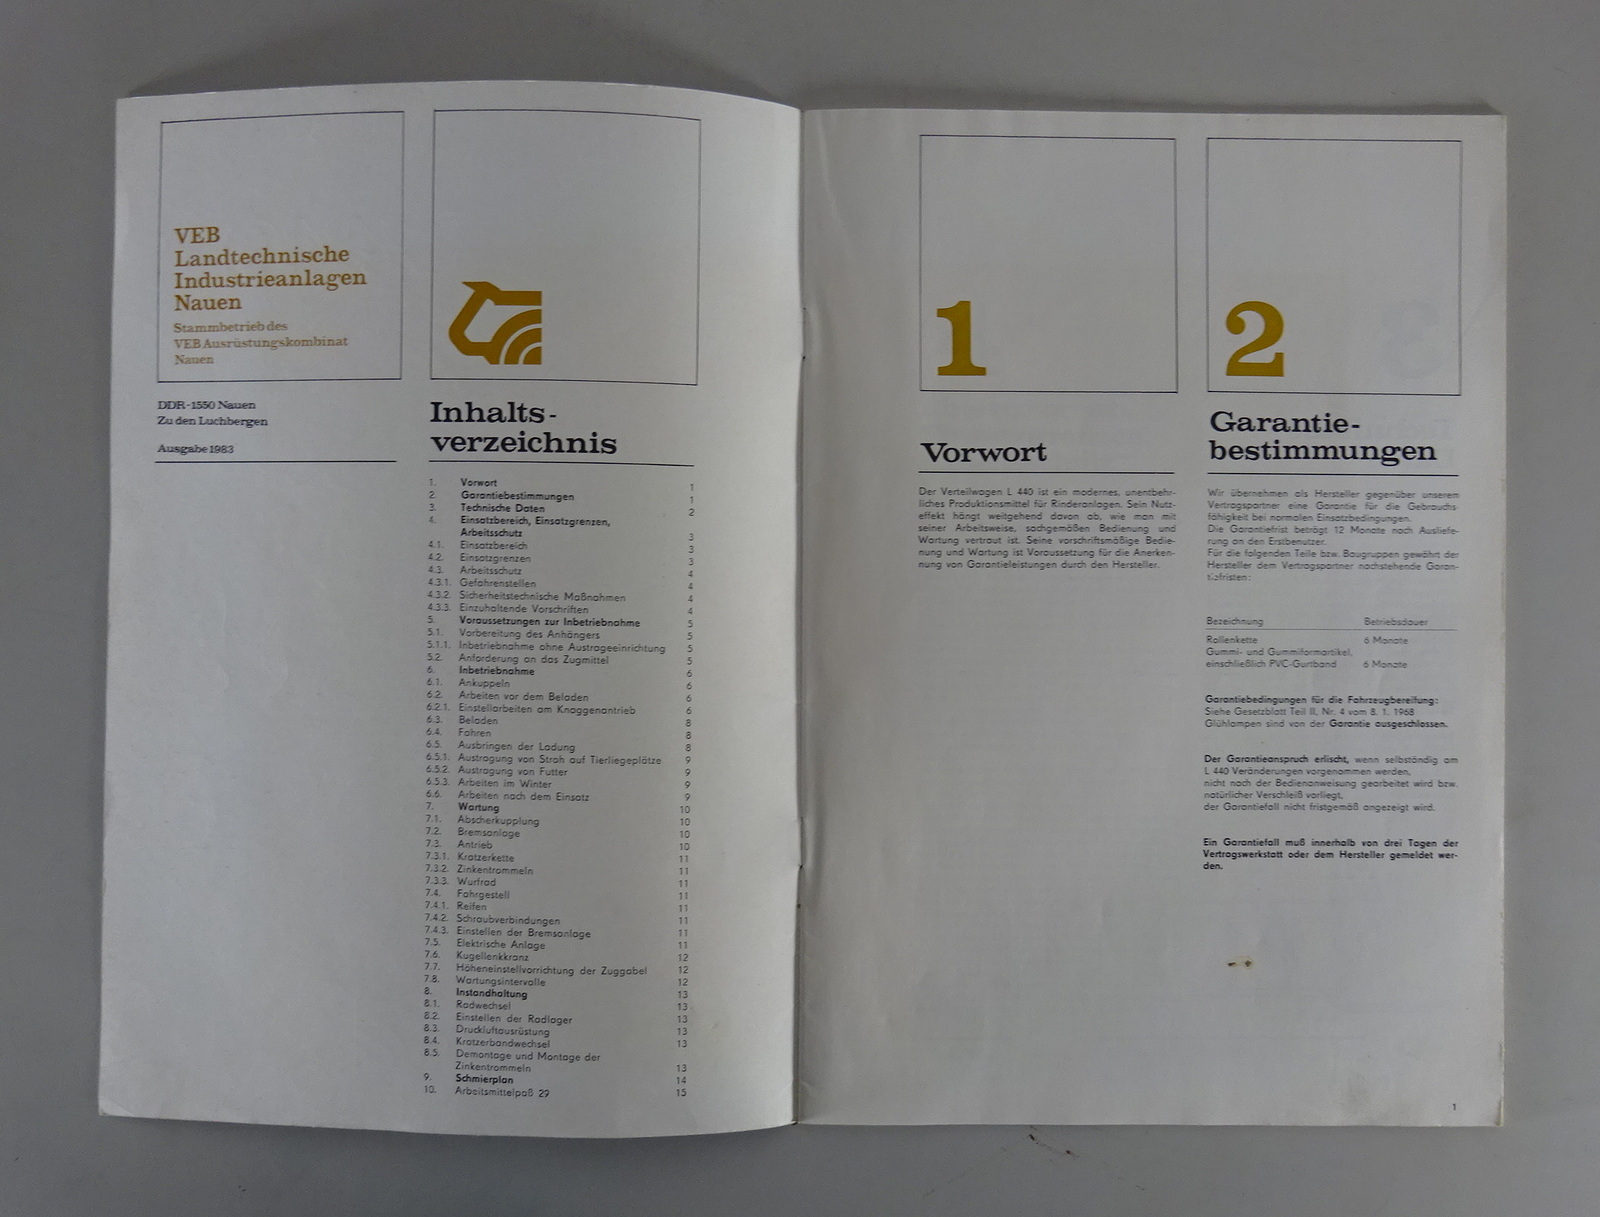 VEB
Landtechnische
Industrieanlagen
Nauen
Stammbetrieb des
VEB Ausrüstungskombinat
Nauen
DDR-1550 Nauen
Zu den Luchbergen
Ausgabe 1983
Inhalts-
verzeichnis
1. Vorwort 1
2. Garantiebestimmungen 1
3. Technische Daten 2
4. Einsatzbereich, Einsatzgrenzen,
Arbeitsschutz 3
4.1. Einsatzbereich 3
4.2. Einsatzgrenzen 3
4.3. Arbeitsschutz 4
4.3.1. Gefahrenstellen 4
4.3.2. Sicherheitstechnische Maßnahmen 4
4.3.3. Einzuhaltende Vorschriften 4
5. Voraussetzungen zur Inbetriebnahme 5
5.1. Vorbereitung des Anhängers 5
5.1.1. Inbetriebnahme ohne Austrageeinrichtung 5
5.2. Anforderung an das Zugmittel 5
6. Inbetriebnahme 6
6.1. Ankuppeln 6
6.2. Arbeiten vor dem Beladen 6
6.2.1. Einstellarbeiten am Knaggenantrieb 6
6.3. Beladen 8
6.4. Fahren 8
6.5. Ausbringen der Ladung 8
6.5.1. Austragung von Stroh auf Tierliegeplätze 9
6.5.2. Austragung von Futter 9
6.5.3. Arbeiten im Winter 9
6.6. Arbeiten nach dem Einsatz 9
7. Wartung 10
7.1. Abscherkupplung 10
7.2. Bremsanlage 10
7.3. Antrieb 10
7.3.1. Kratzerkette 11
7.3.2. Zinkentrommeln 11
7.3.3. Wurfrad 11
7.4. Fahrgestell 11
7.4.1. Reifen 11
7.4.2. Schraubverbindungen 11
7.4.3. Einstellen der Bremsanlage 11
7.5. Elektrische Anlage 11
7.6. Kugellenkkranz 12
7.7. Höheneinstellvorrichtung der Zuggabel 12
7.8. Wartungsintervalle 12
8. Instandhaltung 13
8.1. Radwechsel 13
8.2. Einstellen der Radlager 13
8.3. Druckluftausrüstung 13
8.4. Kratzerbandwechsel 13
8.5. Demontage und Montage der
Zinkentrommeln 13
9. Schmierplan 14
10. Arbeitsmittelpaß 29 15
1
Vorwort
Der Verteilwagen L 440 ist ein modernes, unentbehr-
liches Produktionsmittel für Rinderanlagen. Sein Nutz-
effekt hängt weitgehend davon ab, wie man mit
seiner Arbeitsweise, sachgemäßen Bedienung und
Wartung vertraut ist. Seine vorschriftsmäßige Bedie-
nung und Wartung ist Voraussetzung für die Anerken-
nung von Garantieleistungen durch den Hersteller.
2
Garantie-
bestimmungen
Wir übernehmen als Hersteller gegenüber unserem
Vertragspartner eine Garantie für die Gebrauchs-
fähigkeit bei normalen Einsatzbedingungen.
Die Garantiefrist beträgt 12 Monate nach Ausliefe-
rung an den Erstbenutzer.
Für die folgenden Teile bzw. Baugruppen gewährt der
Hersteller dem Vertragspartner nachstehende Garan-
tiefristen:
Bezeichnung Betriebsdauer
Rollenkette 6 Monate
Gummi- und Gummiformartikel,
einschließlich PVC-Gurtband 6 Monate
Garantiebedingungen für die Fahrzeugbereifung:
Siehe Gesetzblatt Teil II, Nr. 4 vom 8. 1. 1968
Glühlampen sind von der Garantie ausgeschlossen.
Der Garantieanspruch erlischt, wenn selbständig am
L 440 Veränderungen vorgenommen werden,
nicht nach der Bedienanweisung gearbeitet wird bzw.
natürlicher Verschleiß vorliegt,
der Garantiefall nicht fristgemäß angezeigt wird.
Ein Garantiefall muß innerhalb von drei Tagen der
Vertragswerkstatt oder dem Hersteller gemeldet wer-
den.
1